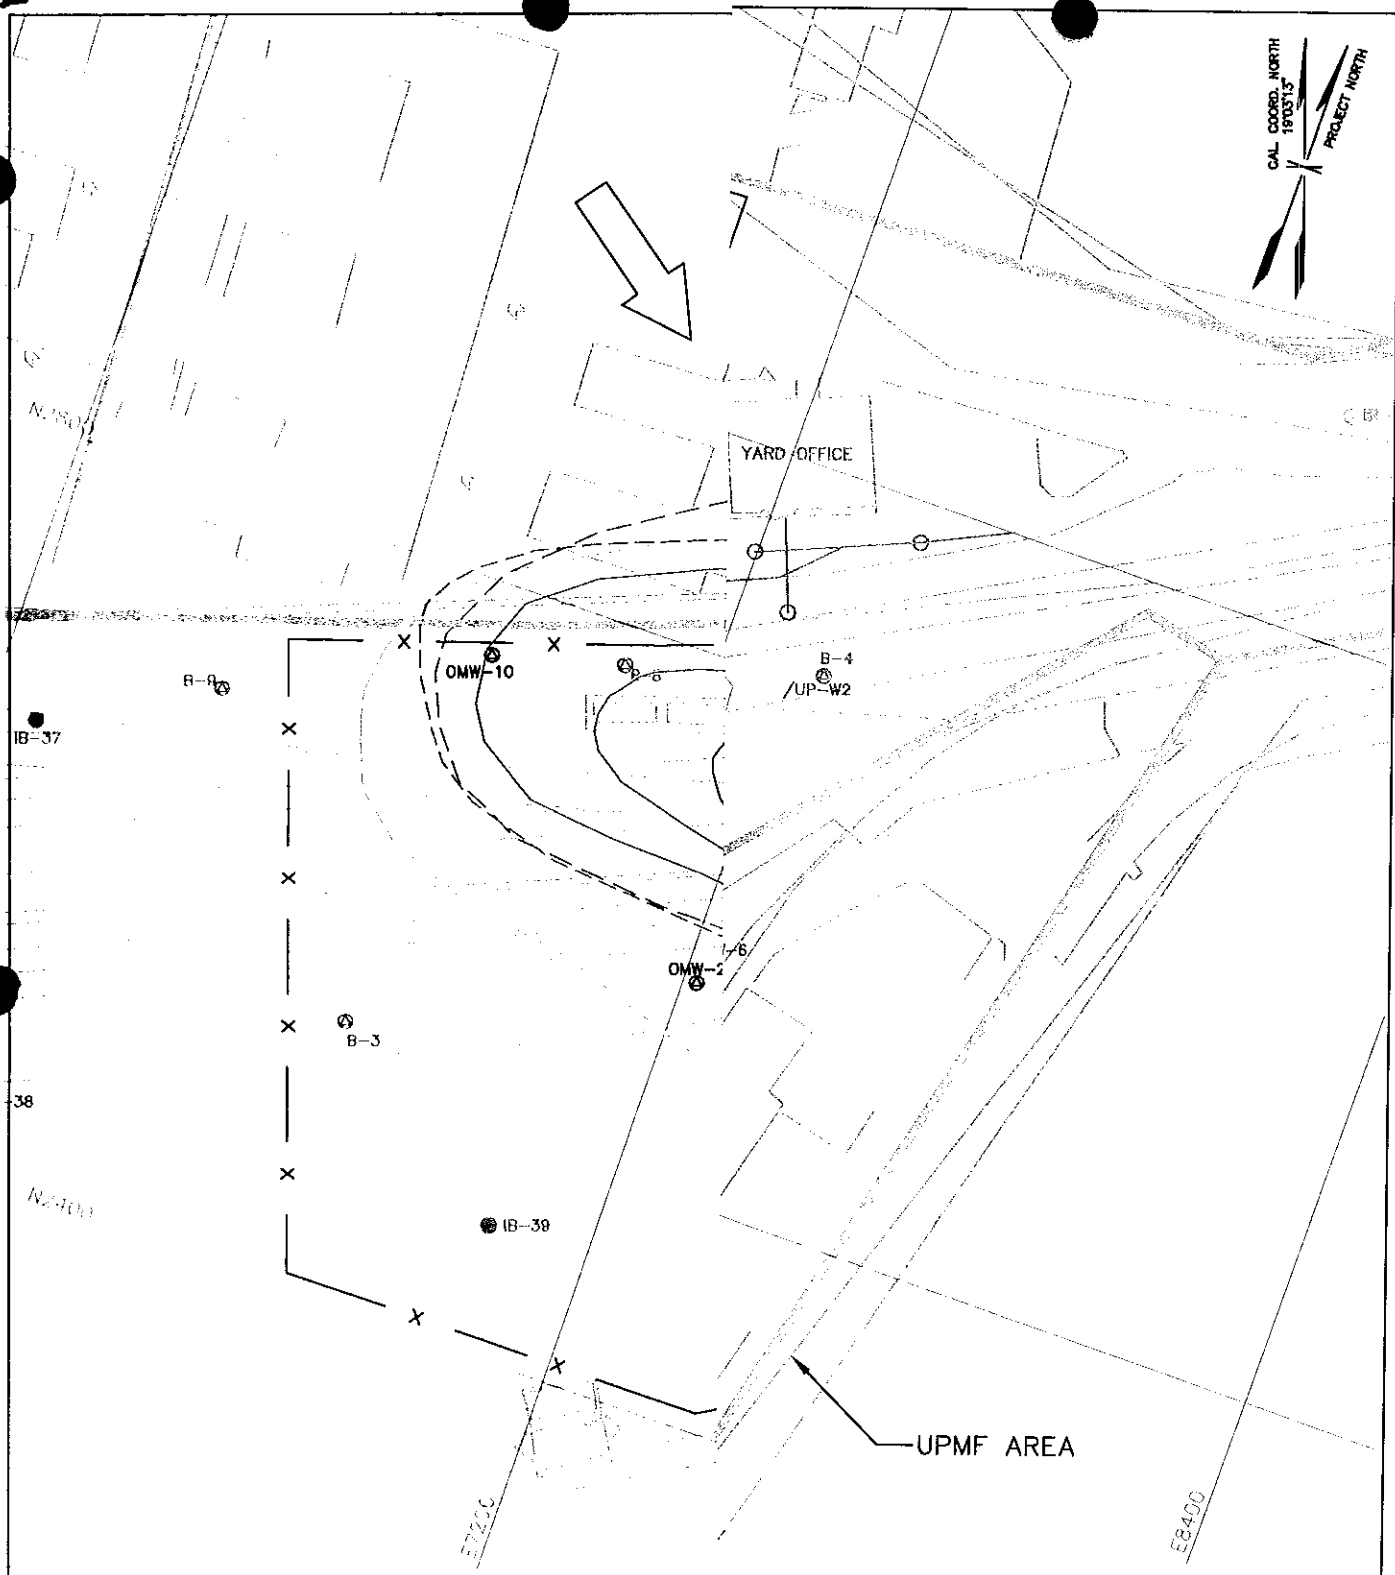 CAL COORD. NORTH
19°03'13"
PROJECT NORTH
YARD OFFICE
B-4
/UP-W2
OMW-10
IB-37
-6
OMW-2
B-3
-38
IB-39
UPMF AREA
E8400